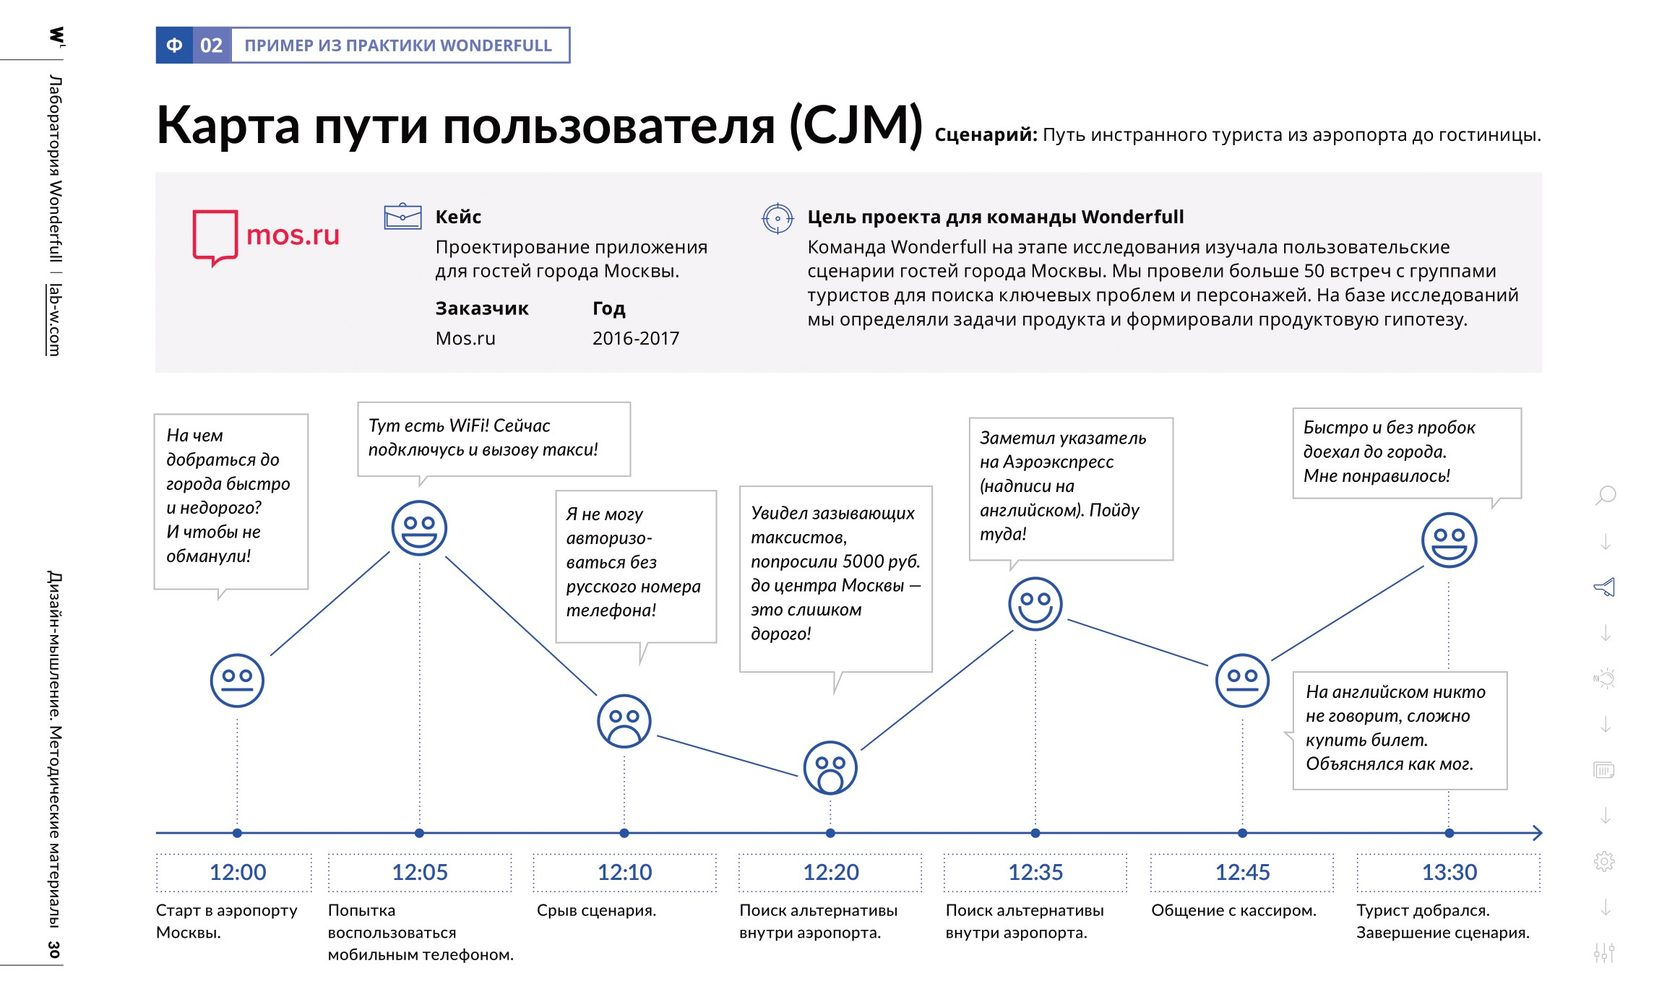 W
Лаборатория Wonderfull | lab-w.com
Дизайн-мышление. Методические материалы 30
Ф 02 ПРИМЕР ИЗ ПРАКТИКИ WONDERFULL
Карта пути пользователя (CJM) Сценарий: Путь инстранного туриста из аэропорта до гостиницы.
mos.ru
Кейс
Проектирование приложения
для гостей города Москвы.
Заказчик
Mos.ru
Год
2016-2017
Цель проекта для команды Wonderfull
Команда Wonderfull на этапе исследования изучала пользовательские
сценарии гостей города Москвы. Мы провели больше 50 встреч с группами
туристов для поиска ключевых проблем и персонажей. На базе исследований
мы определяли задачи продукта и формировали продуктовую гипотезу.
На чем
добраться до
города быстро
и недорого?
И чтобы не
обманули!
Тут есть WiFi! Сейчас
подключусь и вызову такси!
Я не могу
авторизо-
ваться без
русского номера
телефона!
Увидел зазывающих
таксистов,
попросили 5000 руб.
до центра Москвы —
это слишком
дорого!
Заметил указатель
на Аэроэкспресс
(надписи на
английском). Пойду
туда!
На английском никто
не говорит, сложно
купить билет.
Объяснялся как мог.
Быстро и без пробок
доехал до города.
Мне понравилось!
12:00
Старт в аэропорту
Москвы.
12:05
Попытка
воспользоваться
мобильным телефоном.
12:10
Срыв сценария.
12:20
Поиск альтернативы
внутри аэропорта.
12:35
Поиск альтернативы
внутри аэропорта.
12:45
Общение с кассиром.
13:30
Турист добрался.
Завершение сценария.